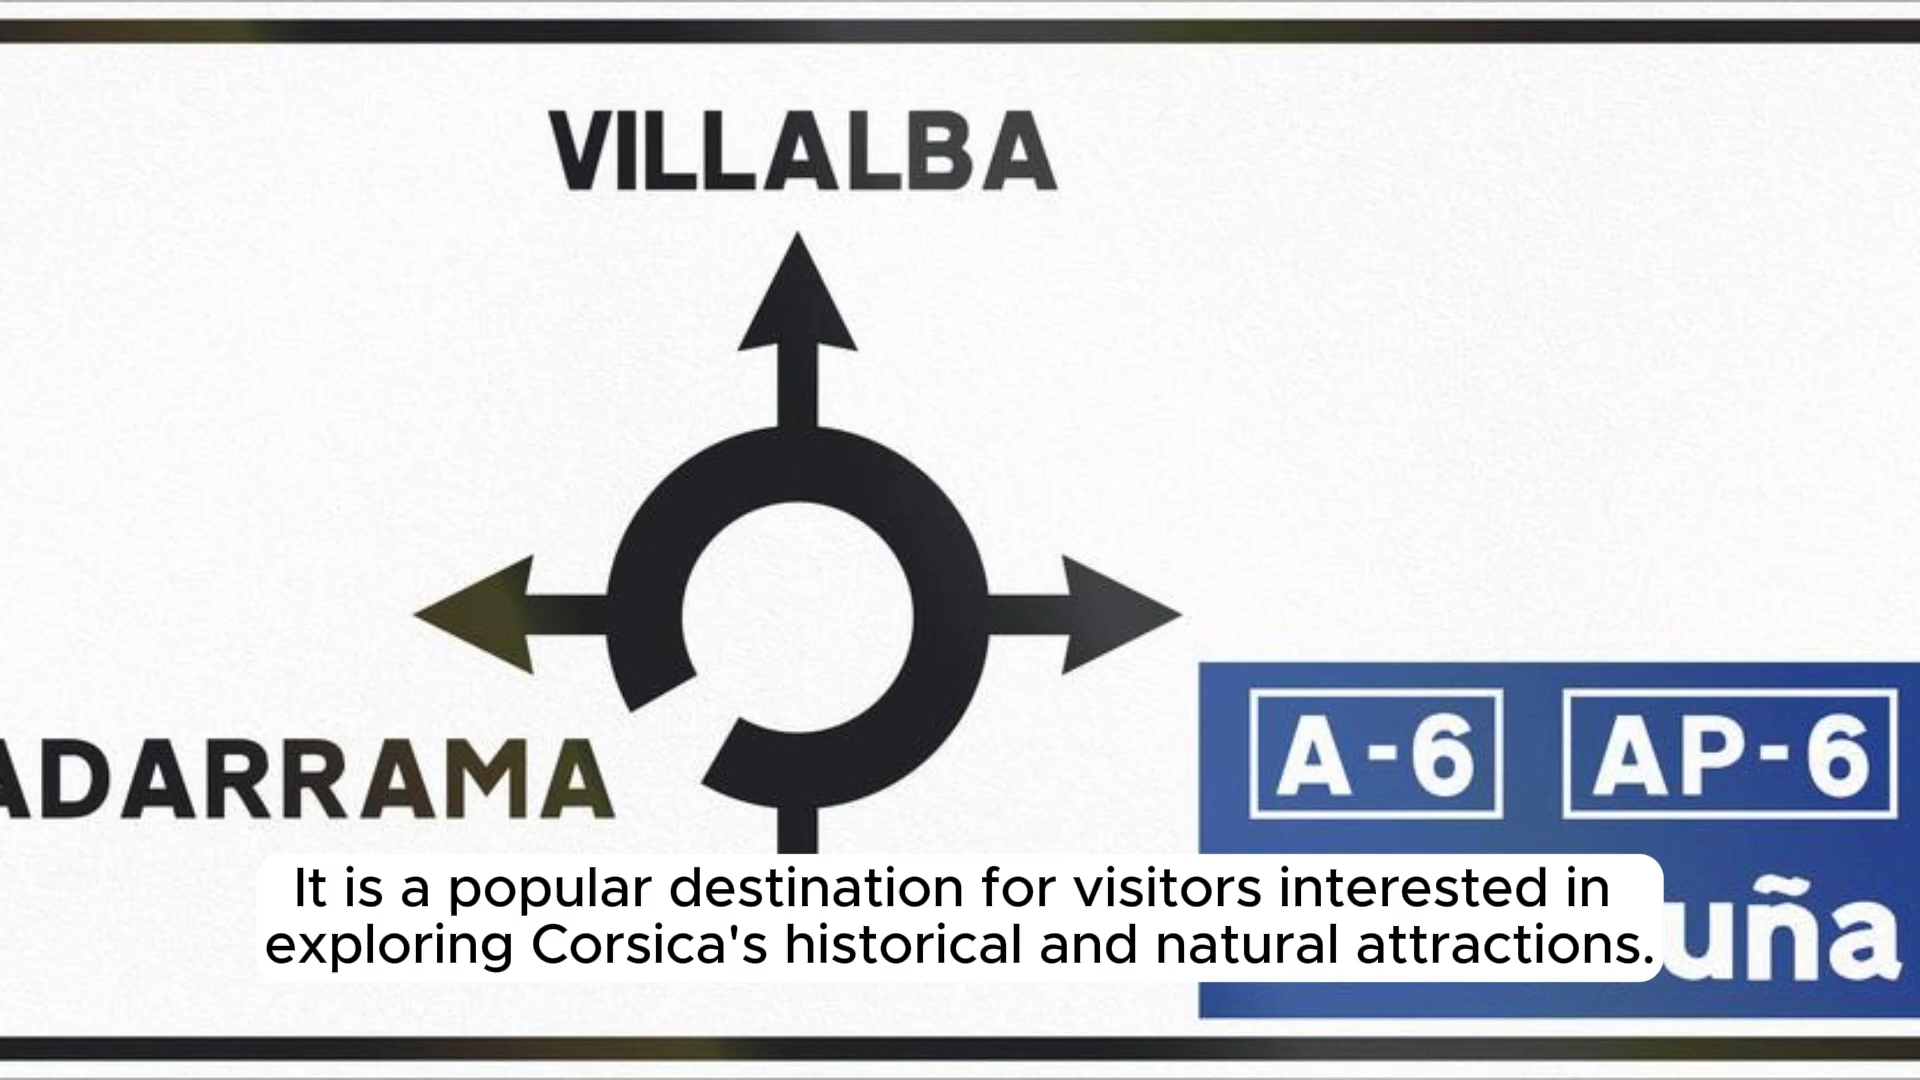 VILLALBA
ADARRAMA
A-6 AP-6
uña
It is a popular destination for visitors interested in
exploring Corsica's historical and natural attractions.